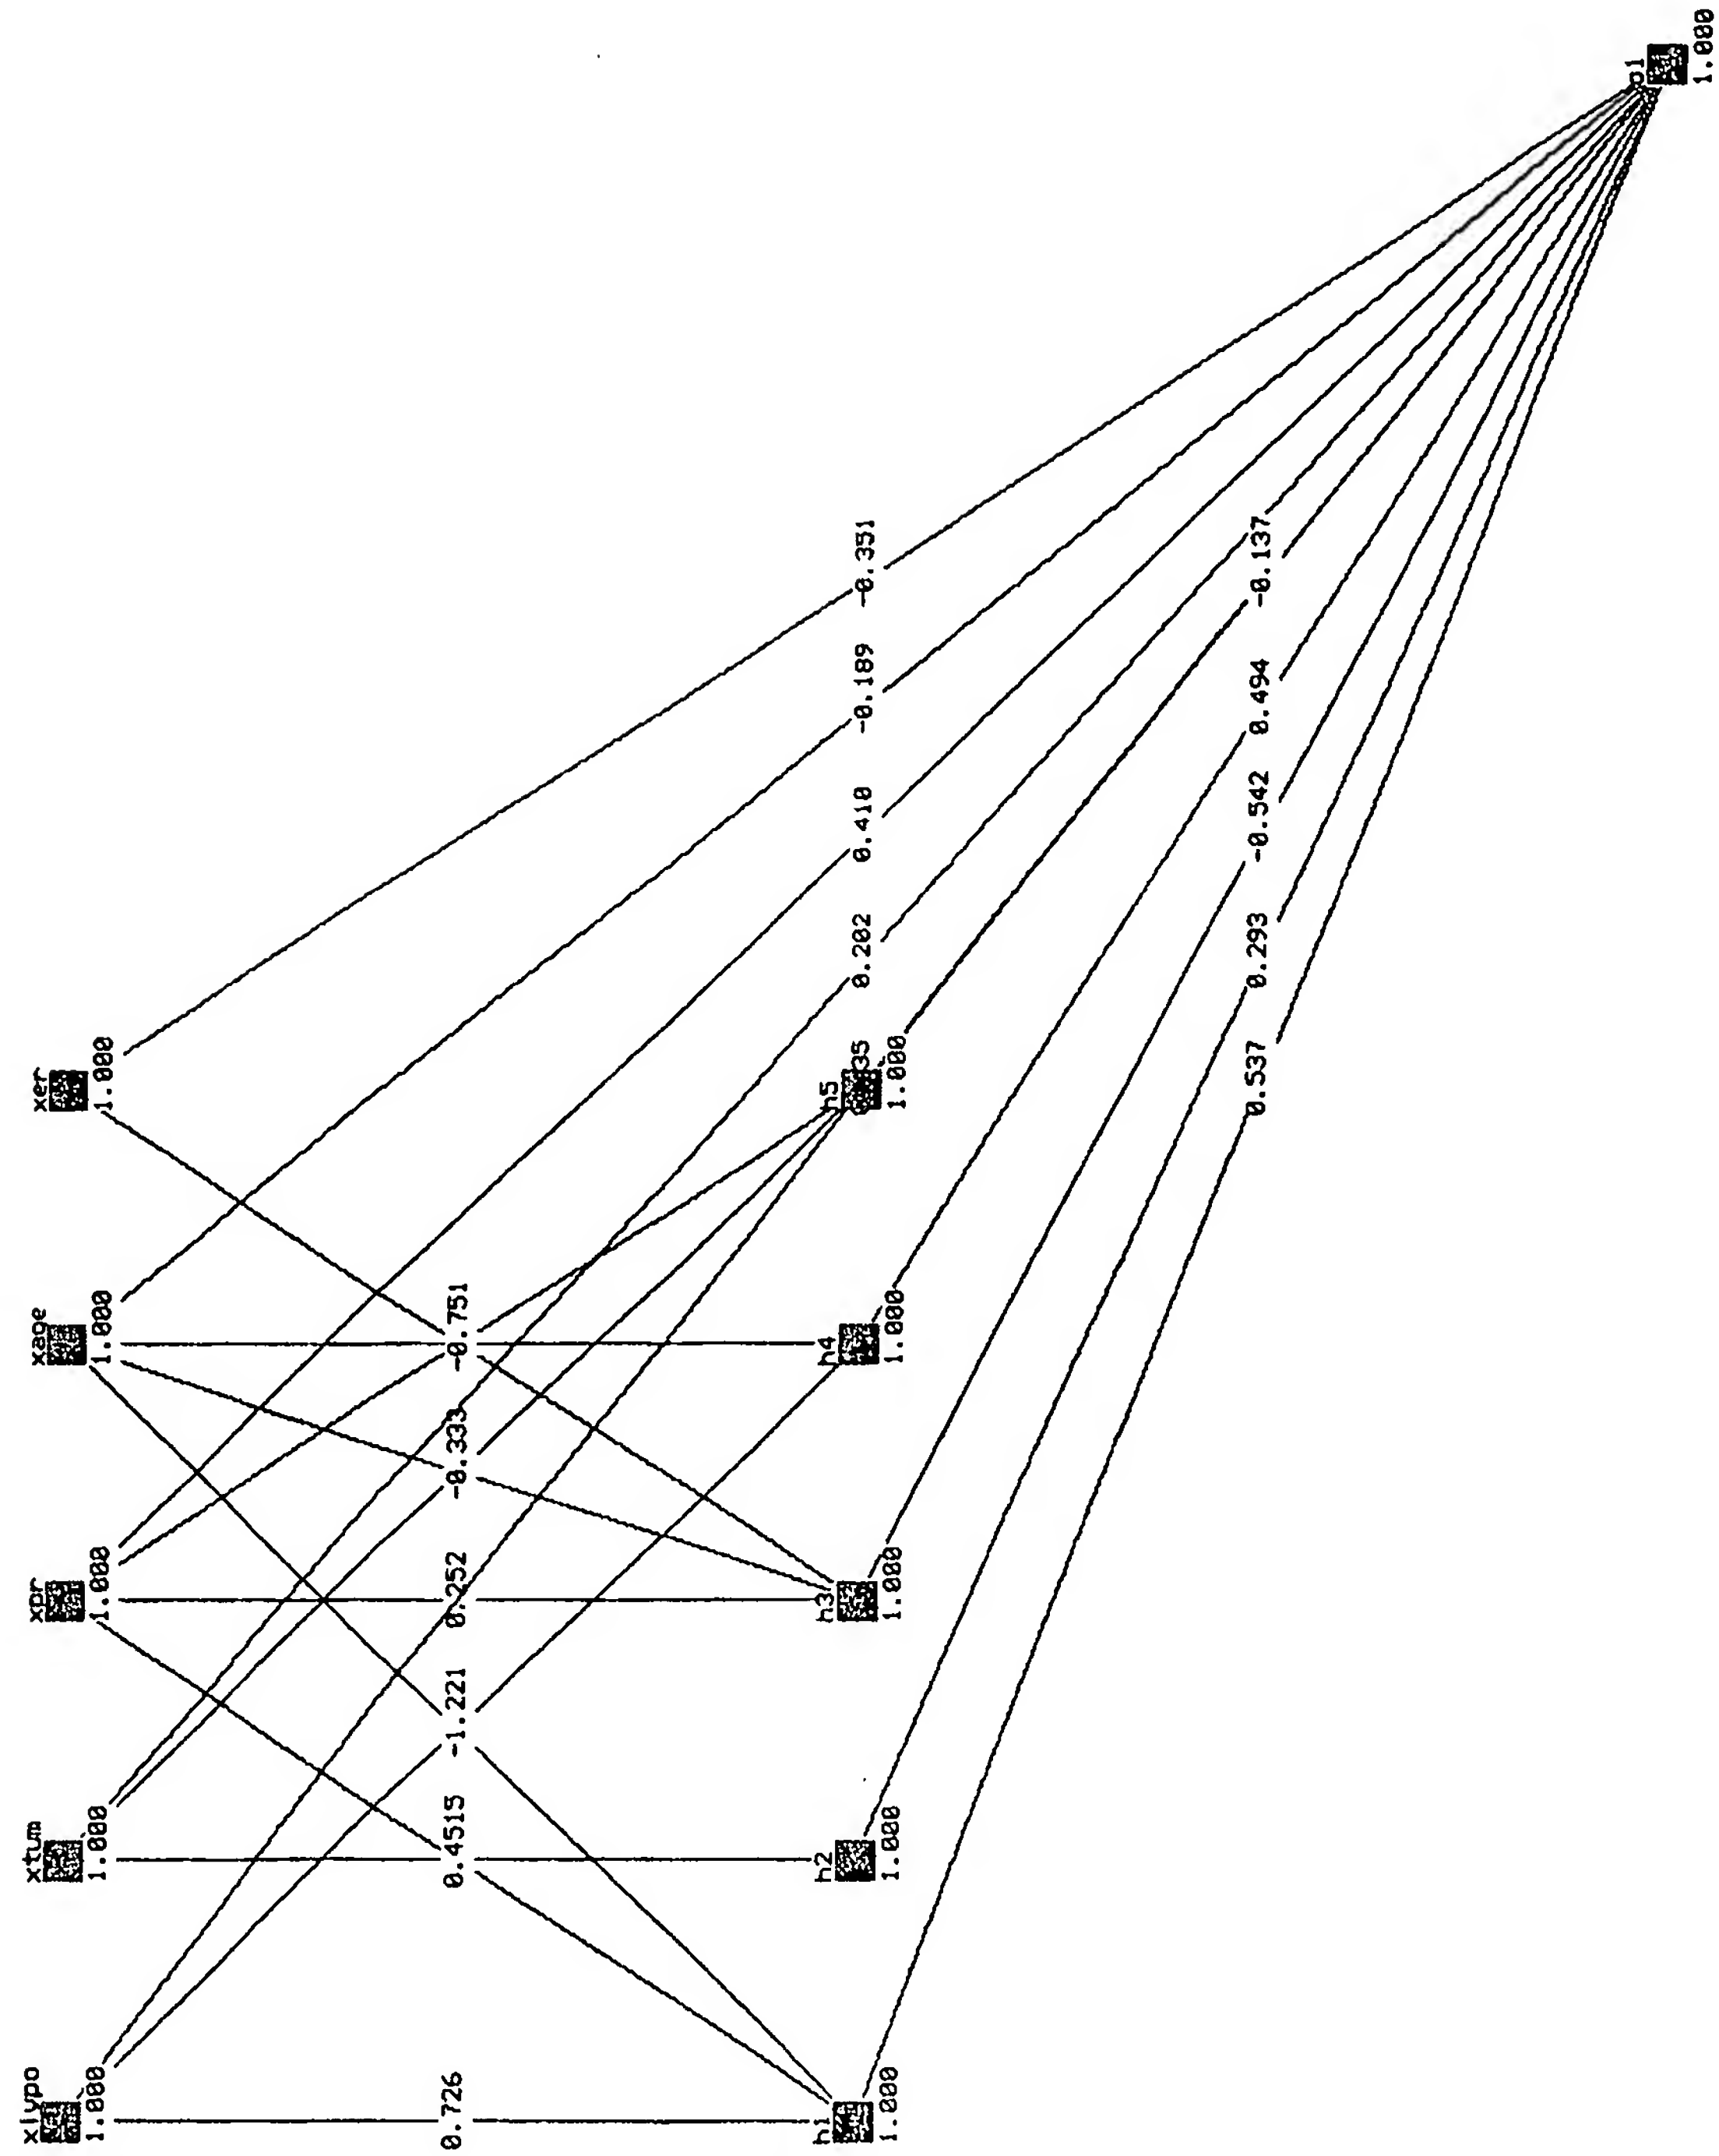 xlypo xtum xpr xage xer
1.000 1.000 1.000 1.000 1.000
0.726 0.4515 -1.221 0.252 -0.333 -0.751
h1 h2 h3 h4 h5
35 0.202 0.410 -0.189 -0.351
1.000 1.000 1.000 1.000 1.000
0.537 0.293 -0.542 0.494 -0.137
o1
1.000